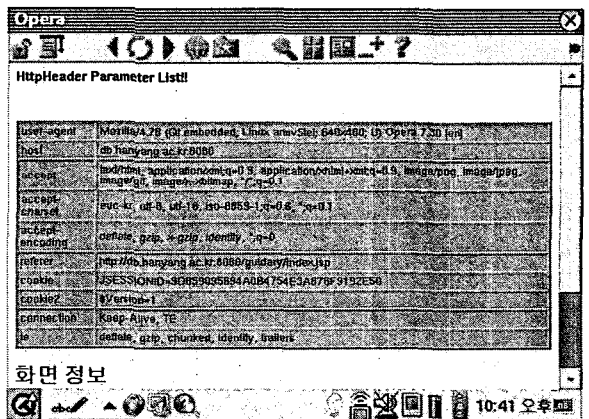 Opera
HttpHeader Parameter List!!
user-agent Mozilla/4.78 (Qt embedded; Linux armv5tel; 640x480; U) Opera 7.30 [en]
host db.hanyang.ac.kr:8080
accept text/html, application/xml;q=0.9, application/xhtml+xml;q=0.9, image/png, image/jpeg,
image/gif, image/x-xbitmap, */*;q=0.1
accept-
charset euc-kr, utf-8, utf-16, iso-8859-1;q=0.6, *;q=0.1
accept-
encoding deflate, gzip, x-gzip, identity, *;q=0
referer http://db.hanyang.ac.kr:8080/guidary/index.jsp
cookie
cookie2 $Version=1
connection Keep-Alive, TE
te deflate, gzip, chunked, identity, trailers
화면 정보
abc
10:41 오후